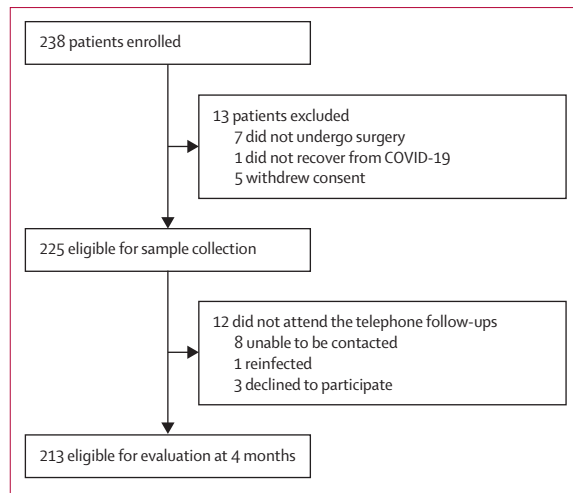 238 patients enrolled
13 patients excluded
7 did not undergo surgery
1 did not recover from COVID-19
5 withdrew consent
225 eligible for sample collection
12 did not attend the telephone follow-ups
8 unable to be contacted
1 reinfected
3 declined to participate
213 eligible for evaluation at 4 months